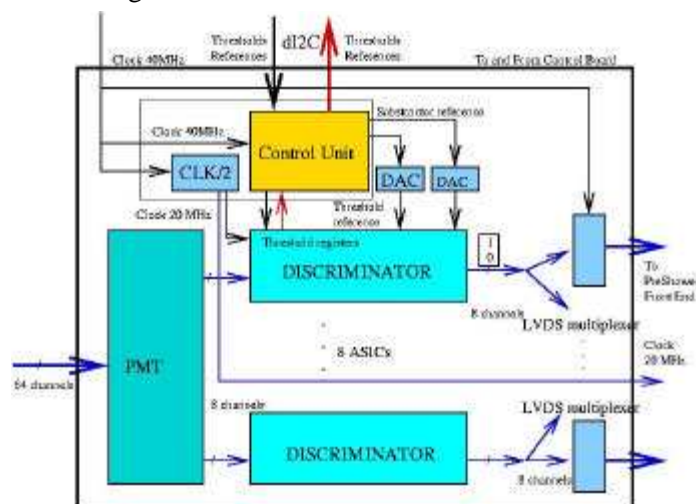 dI2C
Thresholds
References
Thresholds
References
Clock 40MHz
To and From Control Board
Substractor reference
Clock 40MHz
Control Unit
CLK/2
DAC
DAC
Clock 20 MHz
Threshold
reference
Threshold registers
DISCRIMINATOR
1
0
To
PreShower
Front End
8 channels
LVDS multiplexer
8 ASICs
Clock
20 MHz
PMT
64 channels
8 channels
LVDS multiplexer
DISCRIMINATOR
8 channels